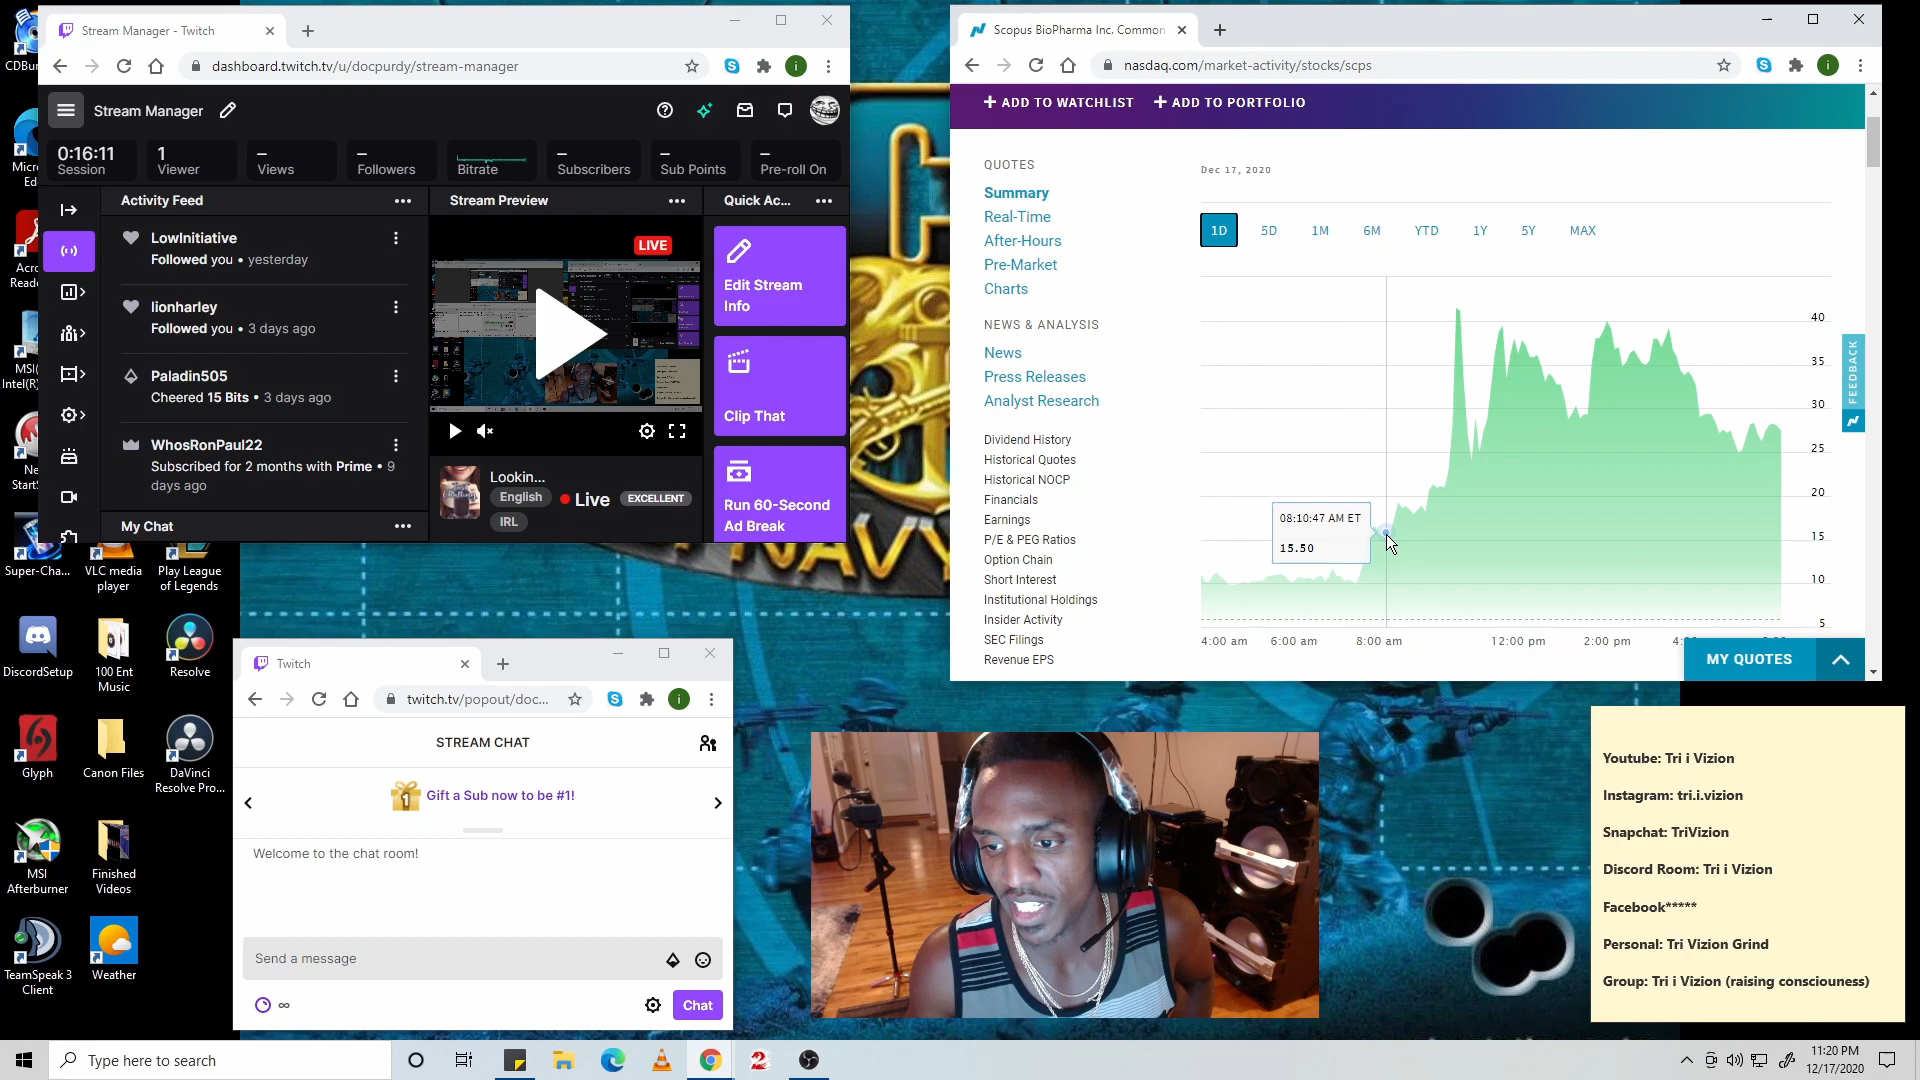 Stream Manager - Twitch
dashboard.twitch.tv/u/docpurdy/stream-manager
Stream Manager
0:16:11
Session
1
Viewer
–
Views
–
Followers
Bitrate
–
Subscribers
–
Sub Points
–
Pre-roll On
Activity Feed
LowInitiative
Followed you • yesterday
lionharley
Followed you • 3 days ago
Paladin505
Cheered 15 Bits • 3 days ago
WhosRonPaul22
Subscribed for 2 months with Prime • 9
days ago
My Chat
Stream Preview
LIVE
Lookin...
English
Live
EXCELLENT
IRL
Quick Ac...
Edit Stream
Info
Clip That
Run 60-Second
Ad Break
Scopus BioPharma Inc. Common
nasdaq.com/market-activity/stocks/scps
+ ADD TO WATCHLIST
+ ADD TO PORTFOLIO
QUOTES
Summary
Real-Time
After-Hours
Pre-Market
Charts
NEWS & ANALYSIS
News
Press Releases
Analyst Research
Dividend History
Historical Quotes
Historical NOCP
Financials
Earnings
P/E & PEG Ratios
Option Chain
Short Interest
Institutional Holdings
Insider Activity
SEC Filings
Revenue EPS
Dec 17, 2020
1D 5D 1M 6M YTD 1Y 5Y MAX
40
35
30
25
20
15
10
5
08:10:47 AM ET
15.50
4:00 am 6:00 am 8:00 am 12:00 pm 2:00 pm
FEEDBACK
MY QUOTES
CDBur
Micr
Ed
Acro
Reade
MSI(
Intel(R)
Ne
StartS
Super-Cha...
VLC media
player
Play League
of Legends
DiscordSetup
100 Ent
Music
Resolve
Glyph
Canon Files
DaVinci
Resolve Pro...
MSI
Afterburner
Finished
Videos
TeamSpeak 3
Client
Weather
NAVY
Twitch
twitch.tv/popout/doc...
STREAM CHAT
1
Gift a Sub now to be #1!
Welcome to the chat room!
Send a message
∞
Chat
Youtube: Tri i Vizion
Instagram: tri.i.vizion
Snapchat: TriVizion
Discord Room: Tri i Vizion
Facebook*****
Personal: Tri Vizion Grind
Group: Tri i Vizion (raising consciouness)
Type here to search
11:20 PM
12/17/2020